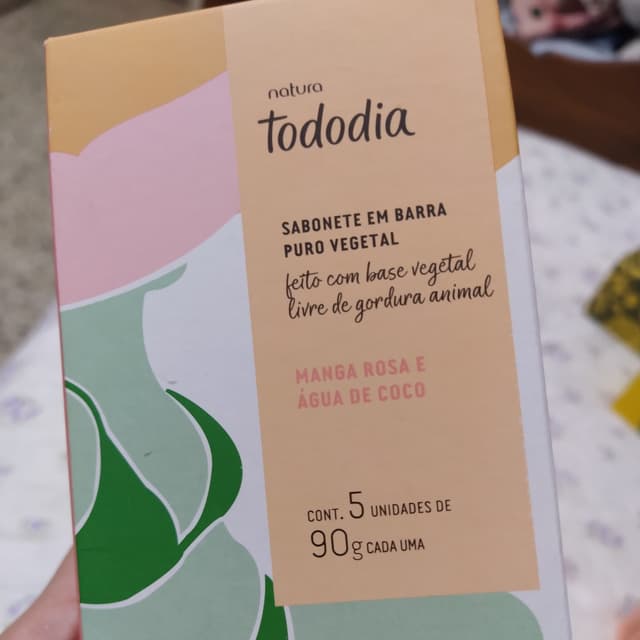 natura
tododia
SABONETE EM BARRA
PURO VEGETAL
feito com base vegetal
livre de gordura animal
MANGA ROSA E
ÁGUA DE COCO
CONT. 5 UNIDADES DE
90g CADA UMA